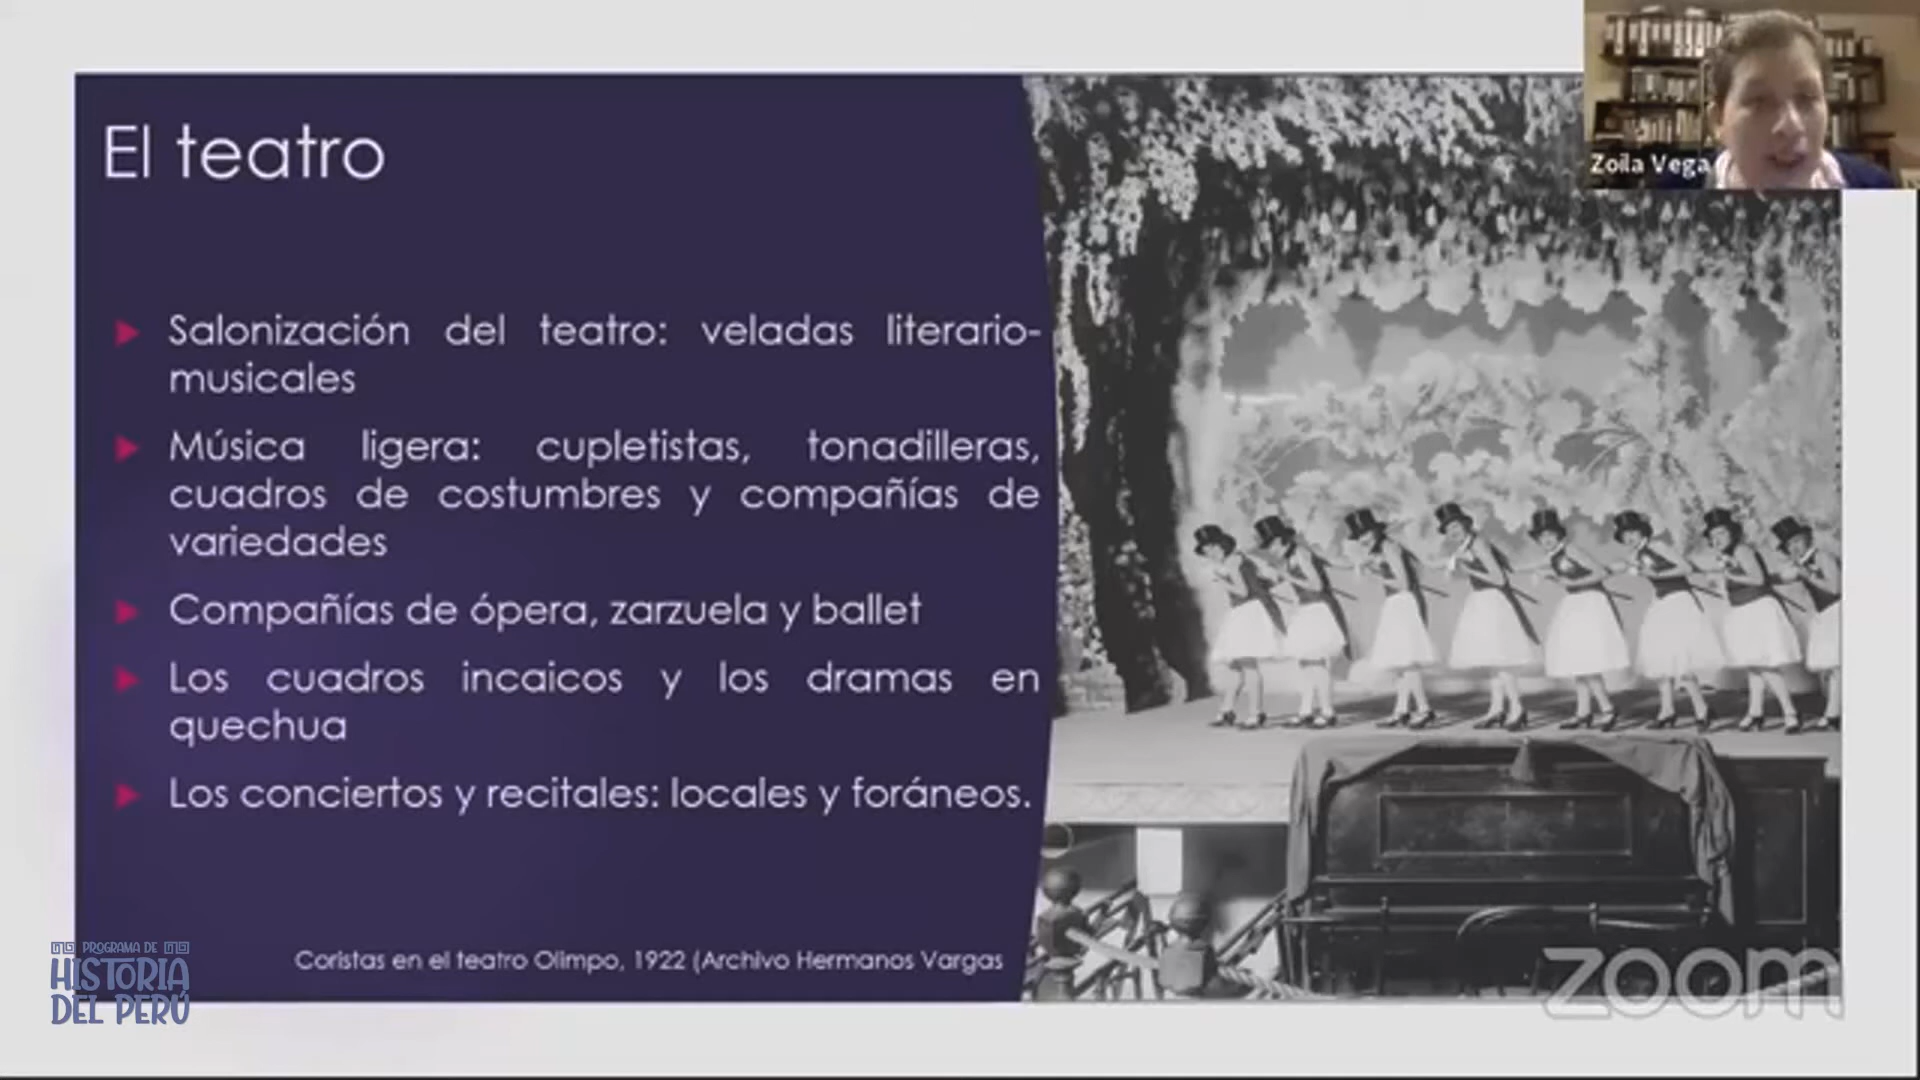 Zoila Vega
El teatro
Salonización del teatro: veladas literario-
musicales
Música ligera: cupletistas, tonadilleras,
cuadros de costumbres y compañías de
variedades
Compañías de ópera, zarzuela y ballet
Los cuadros incaicos y los dramas en
quechua
Los conciertos y recitales: locales y foráneos.
Coristas en el teatro Olimpo, 1922 (Archivo Hermanos Vargas
PROGRAMA DE
HISTORIA
DEL PERÚ
zoom